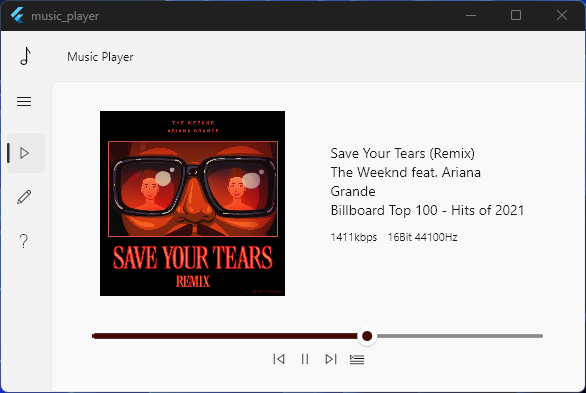 music_player
Music Player
THE WEEKND
ARIANA GRANDE
SAVE YOUR TEARS
REMIX
Save Your Tears (Remix)
The Weeknd feat. Ariana
Grande
Billboard Top 100 - Hits of 2021
1411kbps 16Bit 44100Hz